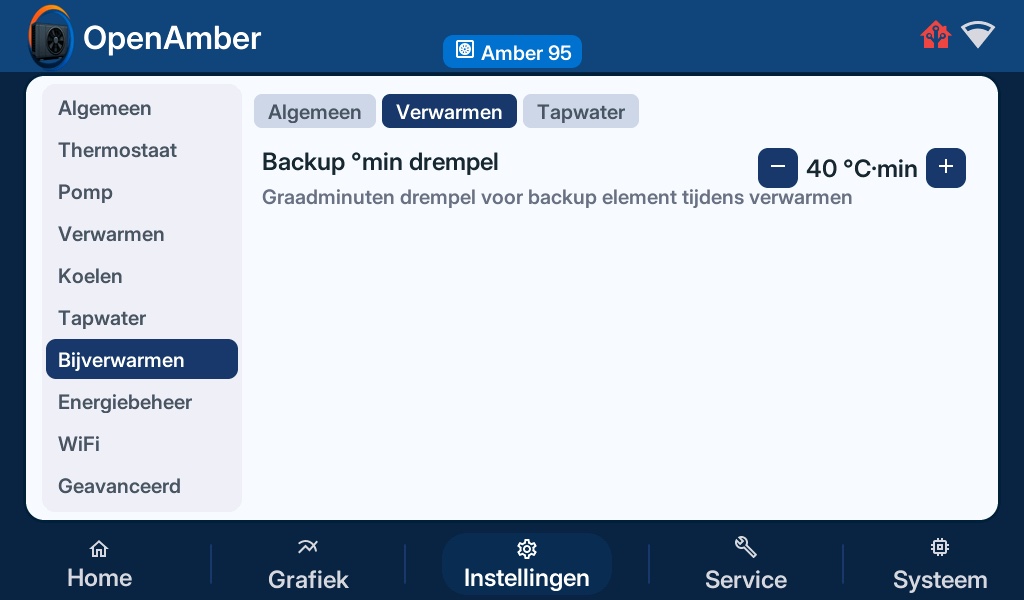 OpenAmber
Amber 95
Algemeen
Thermostaat
Pomp
Verwarmen
Koelen
Tapwater
Bijverwarmen
Energiebeheer
WiFi
Geavanceerd
Algemeen Verwarmen Tapwater
Backup °min drempel
− 40 °C·min +
Graadminuten drempel voor backup element tijdens verwarmen
Home Grafiek Instellingen Service Systeem